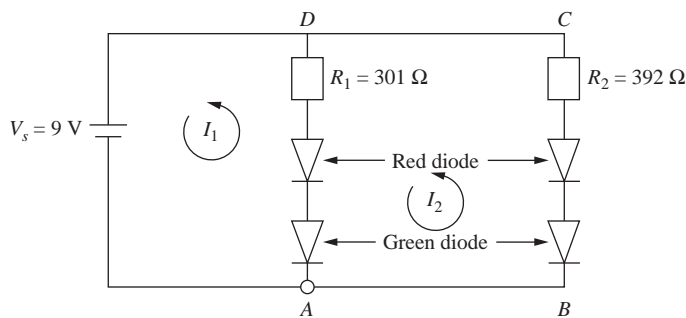 D
C
R₁ = 301 Ω
R₂ = 392 Ω
Vₛ = 9 V
I₁
Red diode
I₂
Green diode
A
B